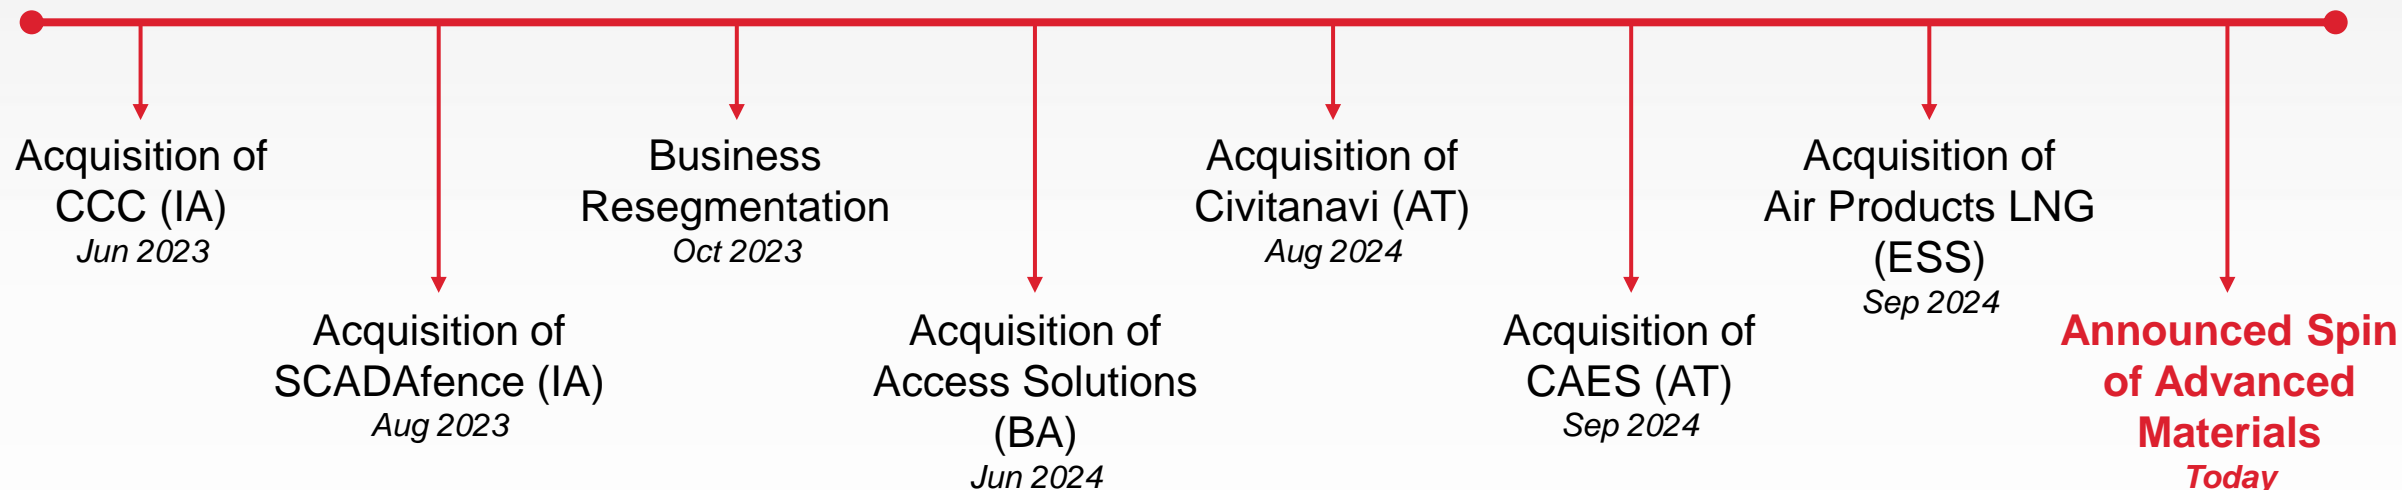 Acquisition of
CCC (IA)
Jun 2023
Acquisition of
SCADAfence (IA)
Aug 2023
Business
Resegmentation
Oct 2023
Acquisition of
Access Solutions
(BA)
Jun 2024
Acquisition of
Civitanavi (AT)
Aug 2024
Acquisition of
CAES (AT)
Sep 2024
Acquisition of
Air Products LNG
(ESS)
Sep 2024
Announced Spin
of Advanced
Materials
Today